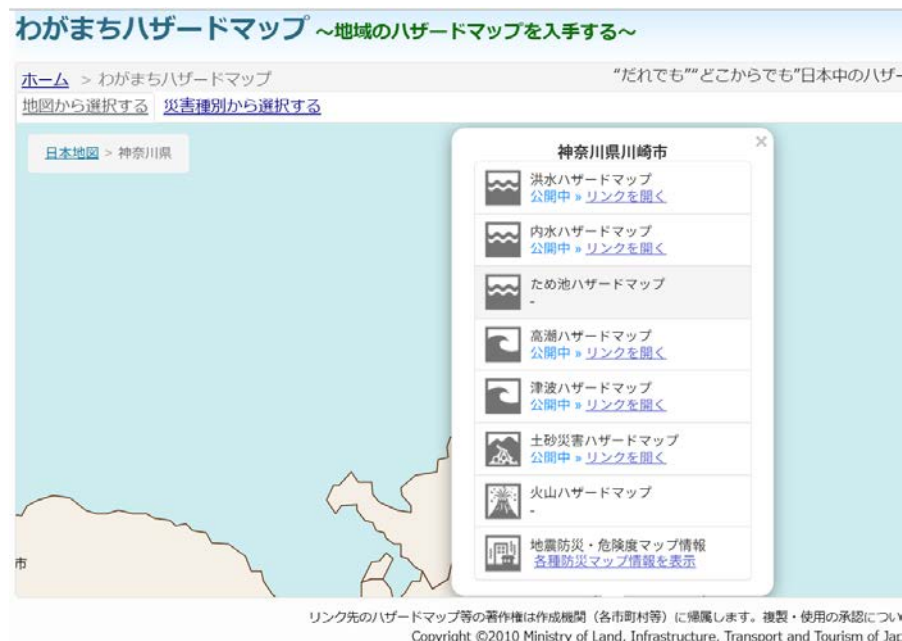 わがまちハザードマップ ～地域のハザードマップを入手する～
ホーム > わがまちハザードマップ
“だれでも”“どこからでも”日本中のハザー
地図から選択する 災害種別から選択する
日本地図 > 神奈川県
神奈川県川崎市
×
洪水ハザードマップ
公開中 » リンクを開く
内水ハザードマップ
公開中 » リンクを開く
ため池ハザードマップ
-
高潮ハザードマップ
公開中 » リンクを開く
津波ハザードマップ
公開中 » リンクを開く
土砂災害ハザードマップ
公開中 » リンクを開く
火山ハザードマップ
-
地震防災・危険度マップ情報
各種防災マップ情報を表示
市
リンク先のハザードマップ等の著作権は作成機関（各市町村等）に帰属します。複製・使用の承認につい
Copyright ©2010 Ministry of Land, Infrastructure, Transport and Tourism of Jap